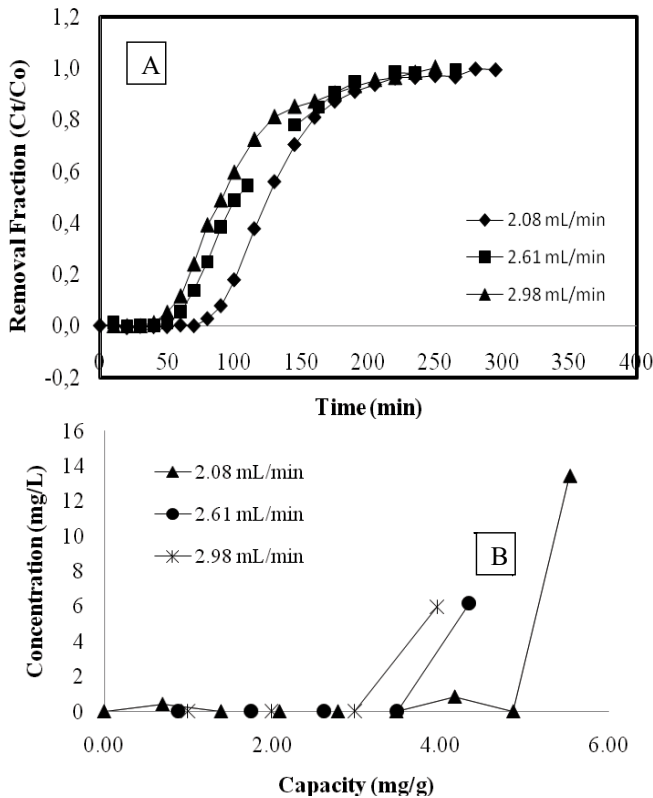 1,2
A
1,0
0,8
0,6
0,4
0,2
0,0
-0,2
Removal Fraction (Ct/Co)
2.08 mL/min
2.61 mL/min
2.98 mL/min
0 50 100 150 200 250 300 350 400
Time (min)
16
14
12
10
8
6
4
2
0
Concentration (mg/L)
2.08 mL/min
2.61 mL/min
2.98 mL/min
B
0.00 2.00 4.00 6.00
Capacity (mg/g)